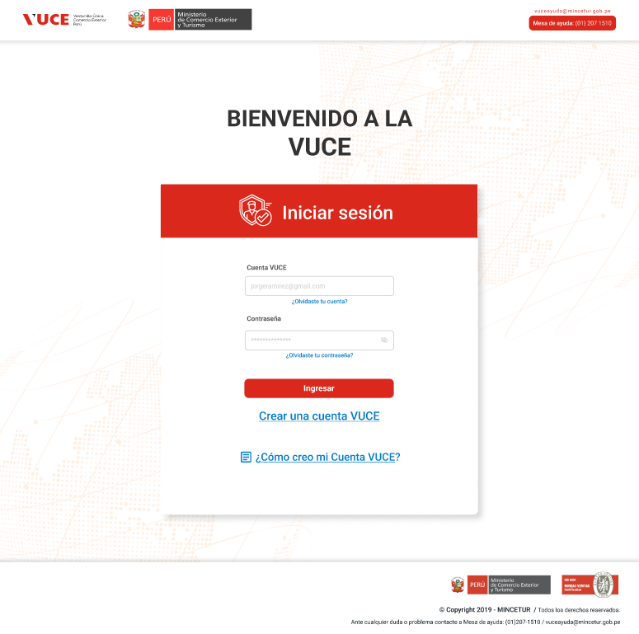 VUCE Ventanilla Única
Comercio Exterior
Perú
PERÚ Ministerio
de Comercio Exterior
y Turismo
vuceayuda@mincetur.gob.pe
Mesa de ayuda: (01) 207 1510
BIENVENIDO A LA
VUCE
Iniciar sesión
Cuenta VUCE
jorgeramirez@gmail.com
¿Olvidaste tu cuenta?
Contraseña
¿Olvidaste tu contraseña?
Ingresar
Crear una cuenta VUCE
¿Cómo creo mi Cuenta VUCE?
PERÚ Ministerio
de Comercio Exterior
y Turismo
© Copyright 2019 - MINCETUR / Todos los derechos reservados.
Ante cualquier duda o problema contacte a Mesa de ayuda: (01)207-1510 / vuceayuda@mincetur.gob.pe